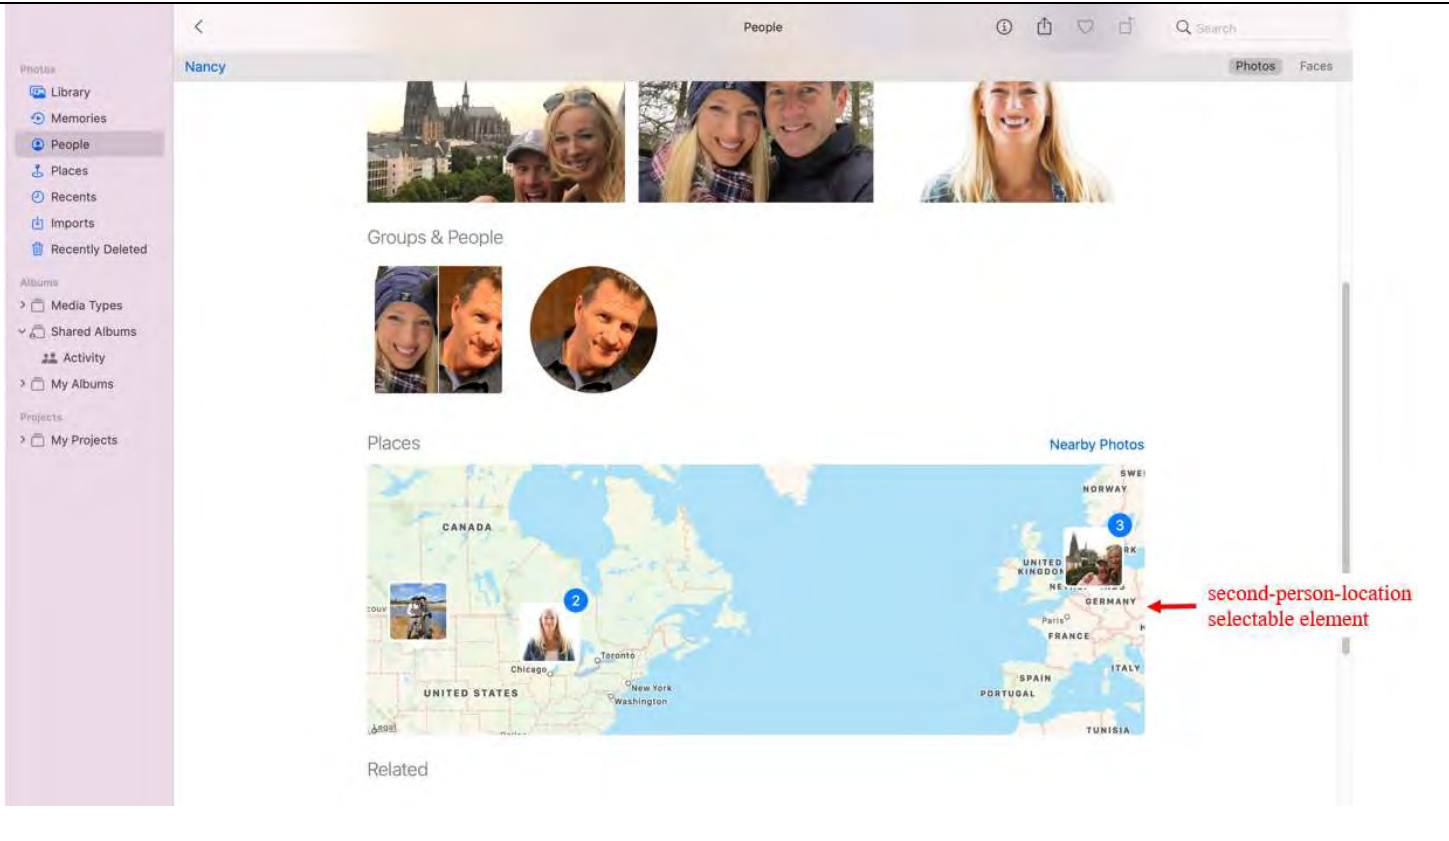 People
Search
Nancy
Photos Faces
Photos
Library
Memories
People
Places
Recents
Imports
Recently Deleted
Albums
Media Types
Shared Albums
Activity
My Albums
Projects
My Projects
Groups & People
Places
Nearby Photos
NORWAY
3
CANADA
UNITED
KINGDOM
2
GERMANY
Paris
FRANCE
Toronto
Chicago
ITALY
SPAIN
UNITED STATES
New York
PORTUGAL
Washington
Legal
TUNISIA
second-person-location
selectable element
Related